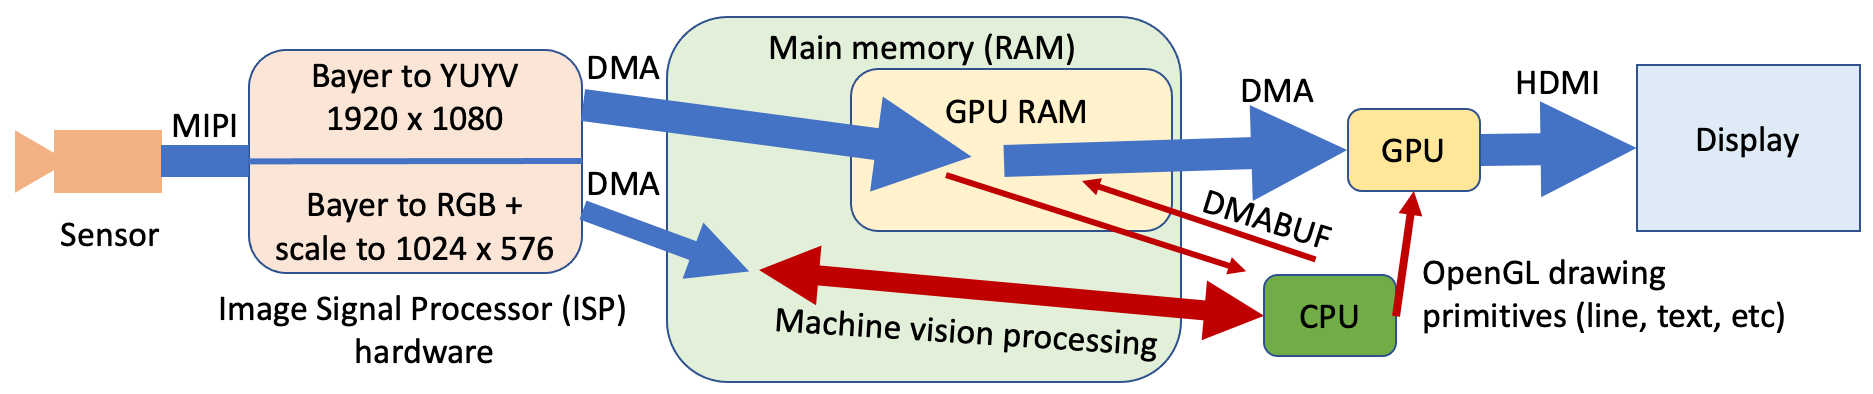 Sensor
MIPI
Bayer to YUYV
1920 x 1080
Bayer to RGB +
scale to 1024 x 576
Image Signal Processor (ISP)
hardware
DMA
DMA
Main memory (RAM)
GPU RAM
Machine vision processing
DMA
DMABUF
GPU
CPU
OpenGL drawing
primitives (line, text, etc)
HDMI
Display